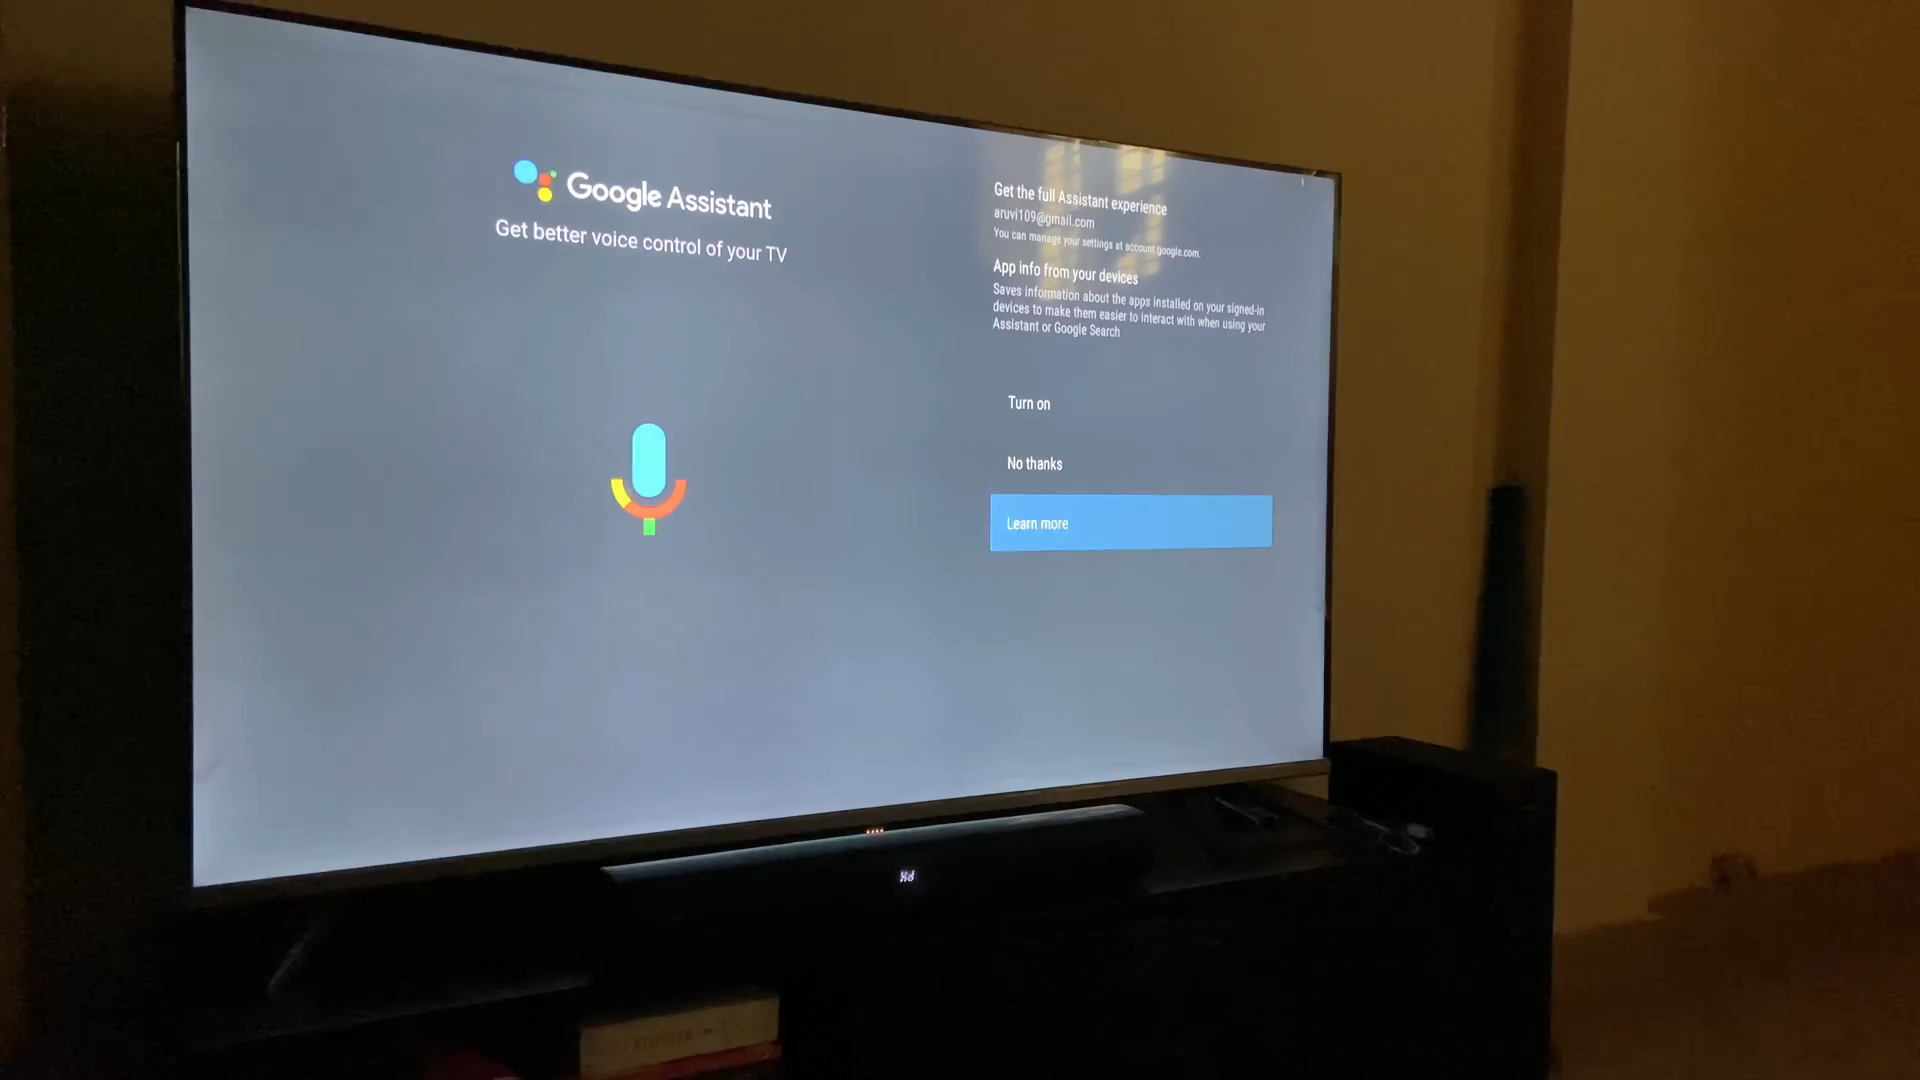 Google Assistant
Get better voice control of your TV
Get the full Assistant experience
aruvi109@gmail.com
You can manage your settings at account.google.com.
App info from your devices
Saves information about the apps installed on your signed-in
devices to make them easier to interact with when using your
Assistant or Google Search
Turn on
No thanks
Learn more